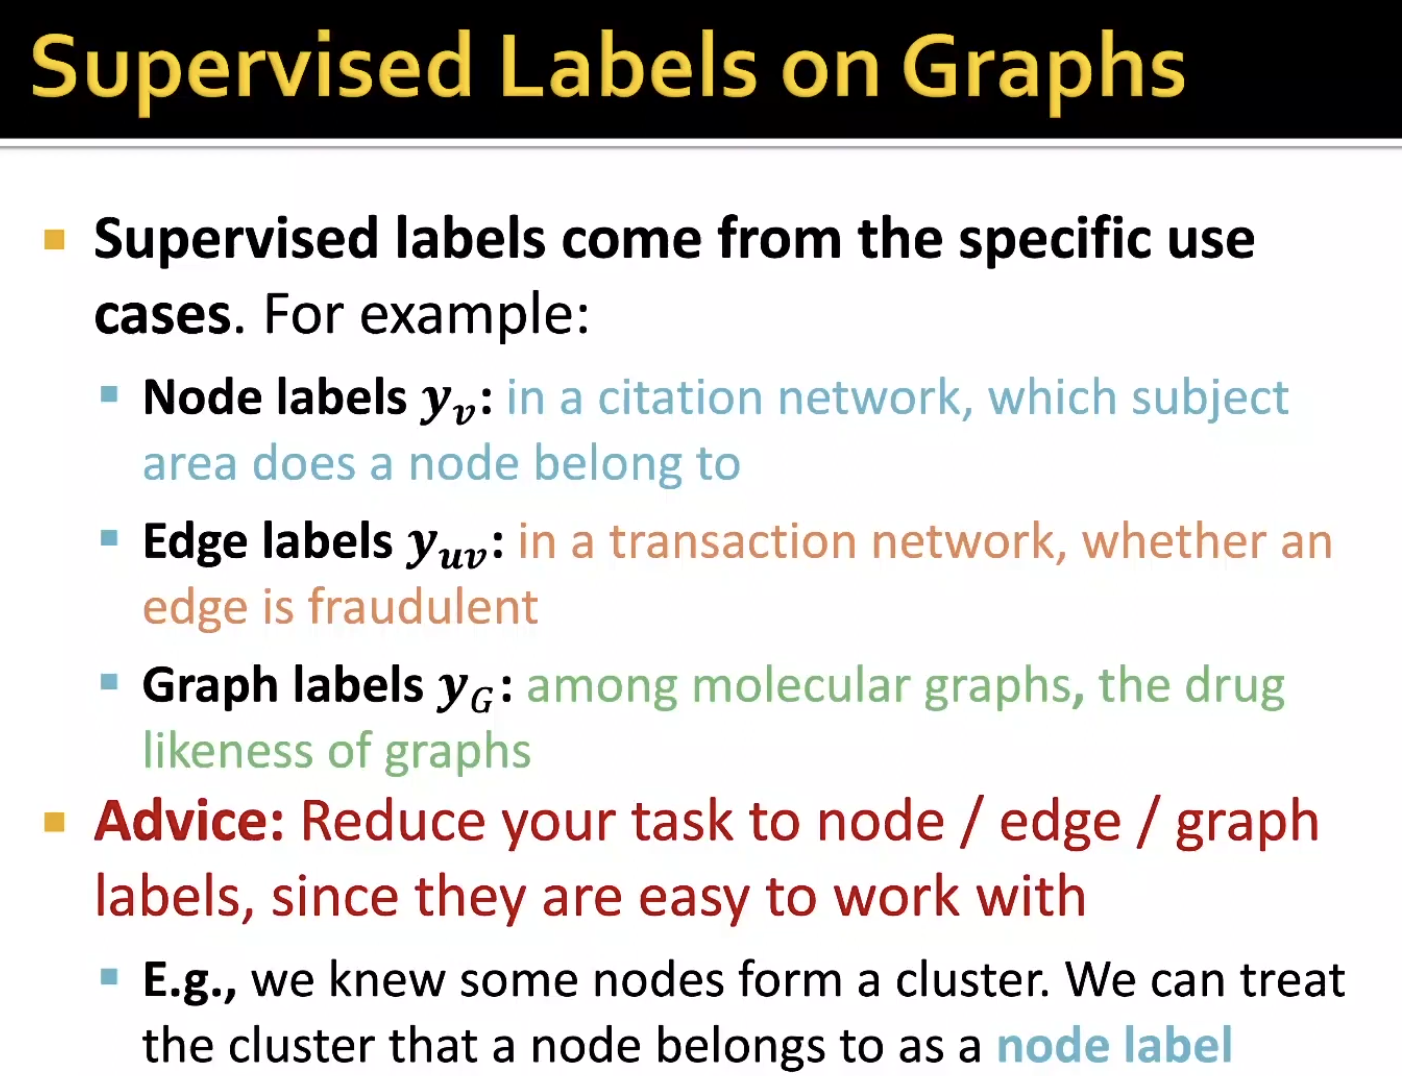 Supervised Labels on Graphs
Supervised labels come from the specific use
cases. For example:
Node labels y_v: in a citation network, which subject
area does a node belong to
Edge labels y_uv: in a transaction network, whether an
edge is fraudulent
Graph labels y_G: among molecular graphs, the drug
likeness of graphs
Advice: Reduce your task to node / edge / graph
labels, since they are easy to work with
E.g., we knew some nodes form a cluster. We can treat
the cluster that a node belongs to as a node label